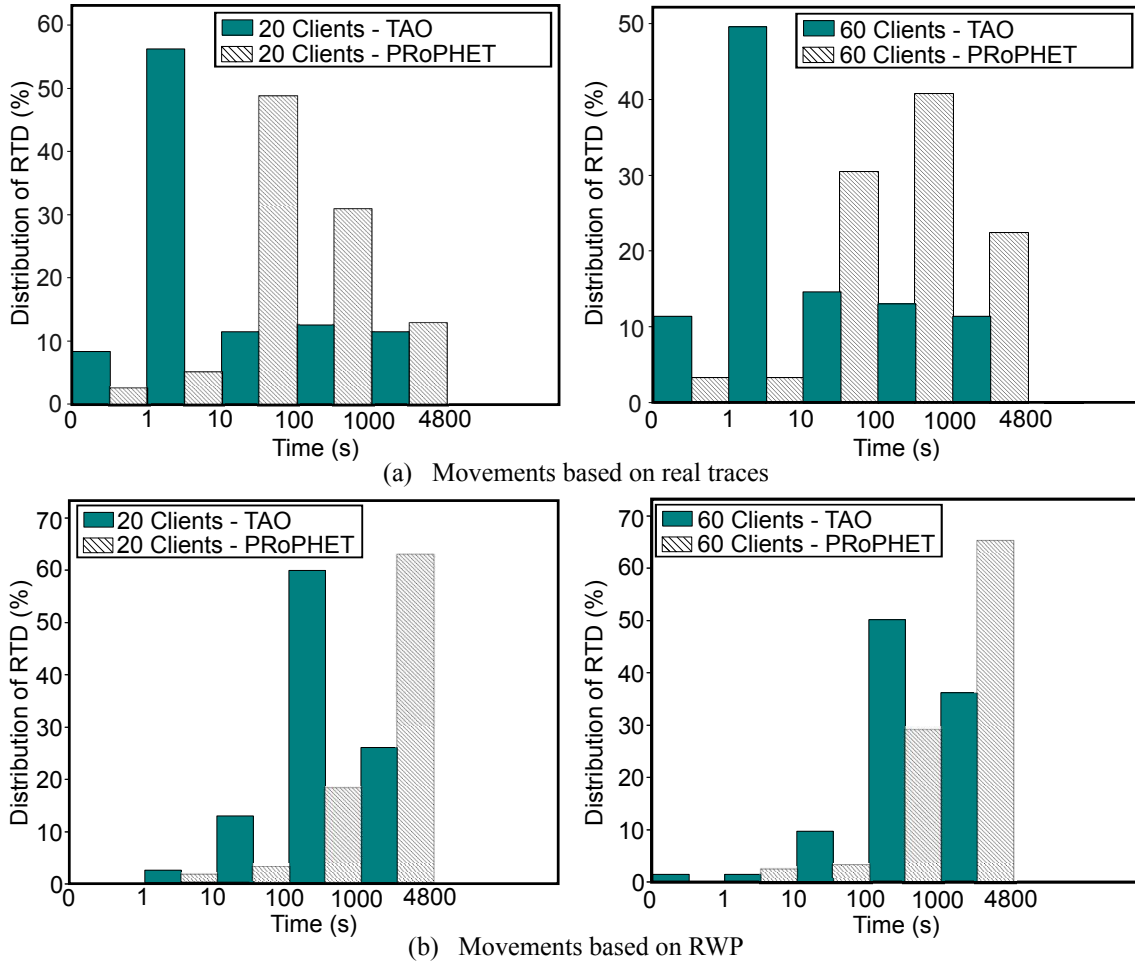 60
50
40
30
20
10
0
Distribution of RTD (%)
20 Clients - TAO
20 Clients - PRoPHET
0 1 10 100 1000 4800
Time (s)
50
40
30
20
10
0
Distribution of RTD (%)
60 Clients - TAO
60 Clients - PRoPHET
0 1 10 100 1000 4800
Time (s)
(a) Movements based on real traces
70
60
50
40
30
20
10
0
Distribution of RTD (%)
20 Clients - TAO
20 Clients - PRoPHET
0 1 10 100 1000 4800
Time (s)
70
60
50
40
30
20
10
0
Distribution of RTD (%)
60 Clients - TAO
60 Clients - PRoPHET
0 1 10 100 1000 4800
Time (s)
(b) Movements based on RWP